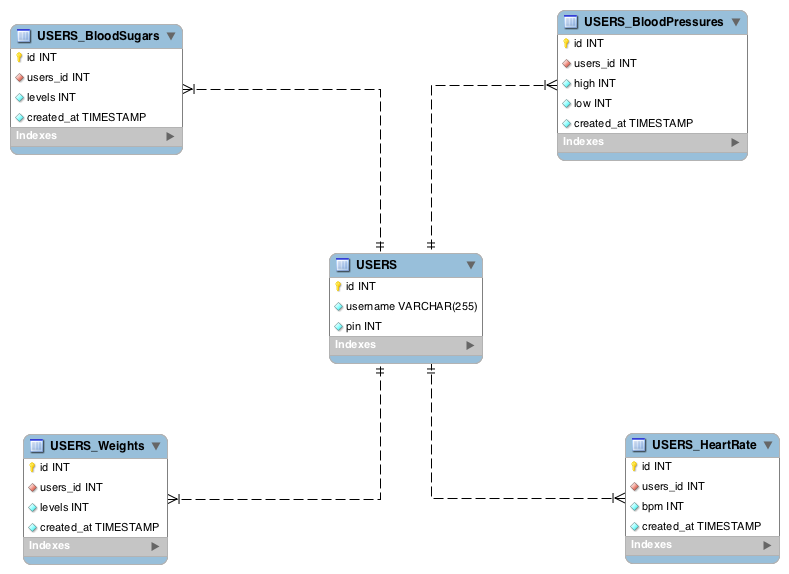 USERS_BloodSugars
id INT
users_id INT
levels INT
created_at TIMESTAMP
Indexes
USERS_BloodPressures
id INT
users_id INT
high INT
low INT
created_at TIMESTAMP
Indexes
USERS
id INT
username VARCHAR(255)
pin INT
Indexes
USERS_Weights
id INT
users_id INT
levels INT
created_at TIMESTAMP
Indexes
USERS_HeartRate
id INT
users_id INT
bpm INT
created_at TIMESTAMP
Indexes